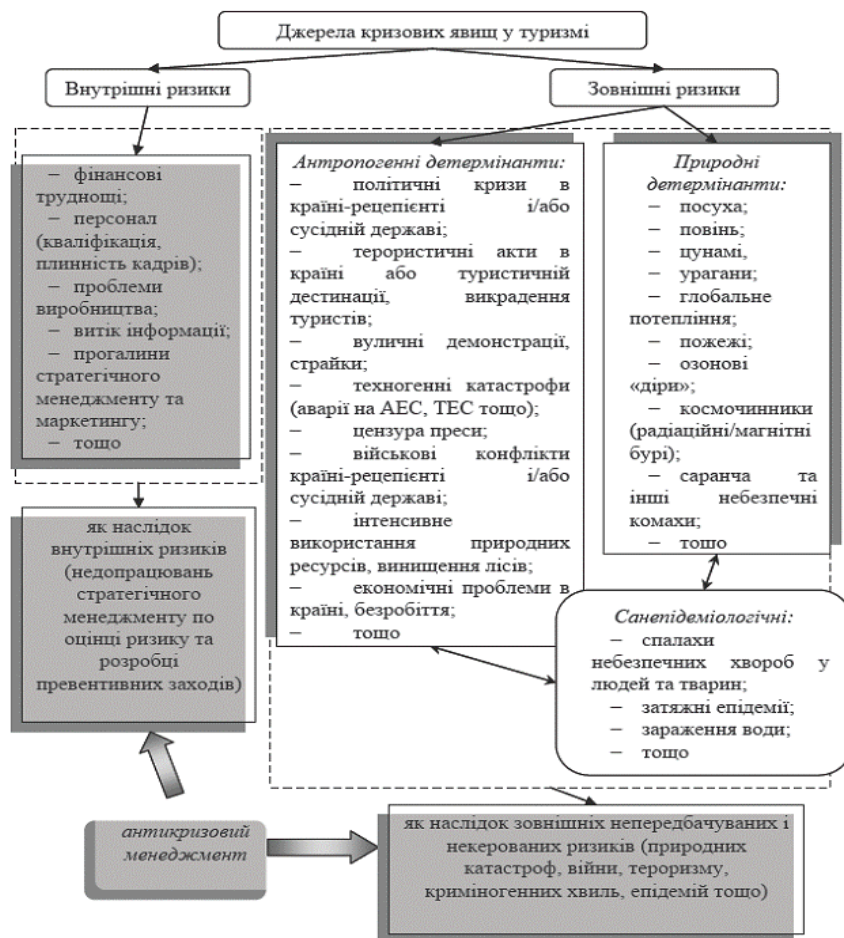 Джерела кризових явищ у туризмі
Внутрішні ризики
Зовнішні ризики
– фінансові
труднощі;
– персонал
(кваліфікація,
плинність кадрів);
– проблеми
виробництва;
– витік інформації;
– прогалини
стратегічного
менеджменту та
маркетингу;
– тощо
Антропогенні детермінанти:
– політичні кризи в
країні-рецепієнті і/або
сусідній державі;
– терористичні акти в
країні або туристичній
дестинації, викрадення
туристів;
– вуличні демонстрації,
страйки;
– техногенні катастрофи
(аварії на АЕС, ТЕС тощо);
– цензура преси;
– військові конфлікти
країні-рецепієнті і/або
сусідній державі;
– інтенсивне
використання природних
ресурсів, винищення лісів;
– економічні проблеми в
країні, безробіття;
– тощо
Природні
детермінанти:
– посуха;
– повінь;
– цунамі,
– урагани;
– глобальне
потепління;
– пожежі;
– озонові
«діри»;
– космочинники
(радіаційні/магнітні
бурі);
– саранча та
інші небезпечні
комахи;
– тошо
як наслідок
внутрішніх ризиків
(недопрацювань
стратегічного
менеджменту по
оцінці ризику та
розробці
превентивних заходів)
Санепідеміологічні:
– спалахи
небезпечних хвороб у
людей та тварин;
– затяжні епідемії;
– зараження води;
– тощо
антикризовий
менеджмент
як наслідок зовнішніх непередбачуваних і
некерованих ризиків (природних
катастроф, війни, тероризму,
криміногенних хвиль, епідемій тощо)